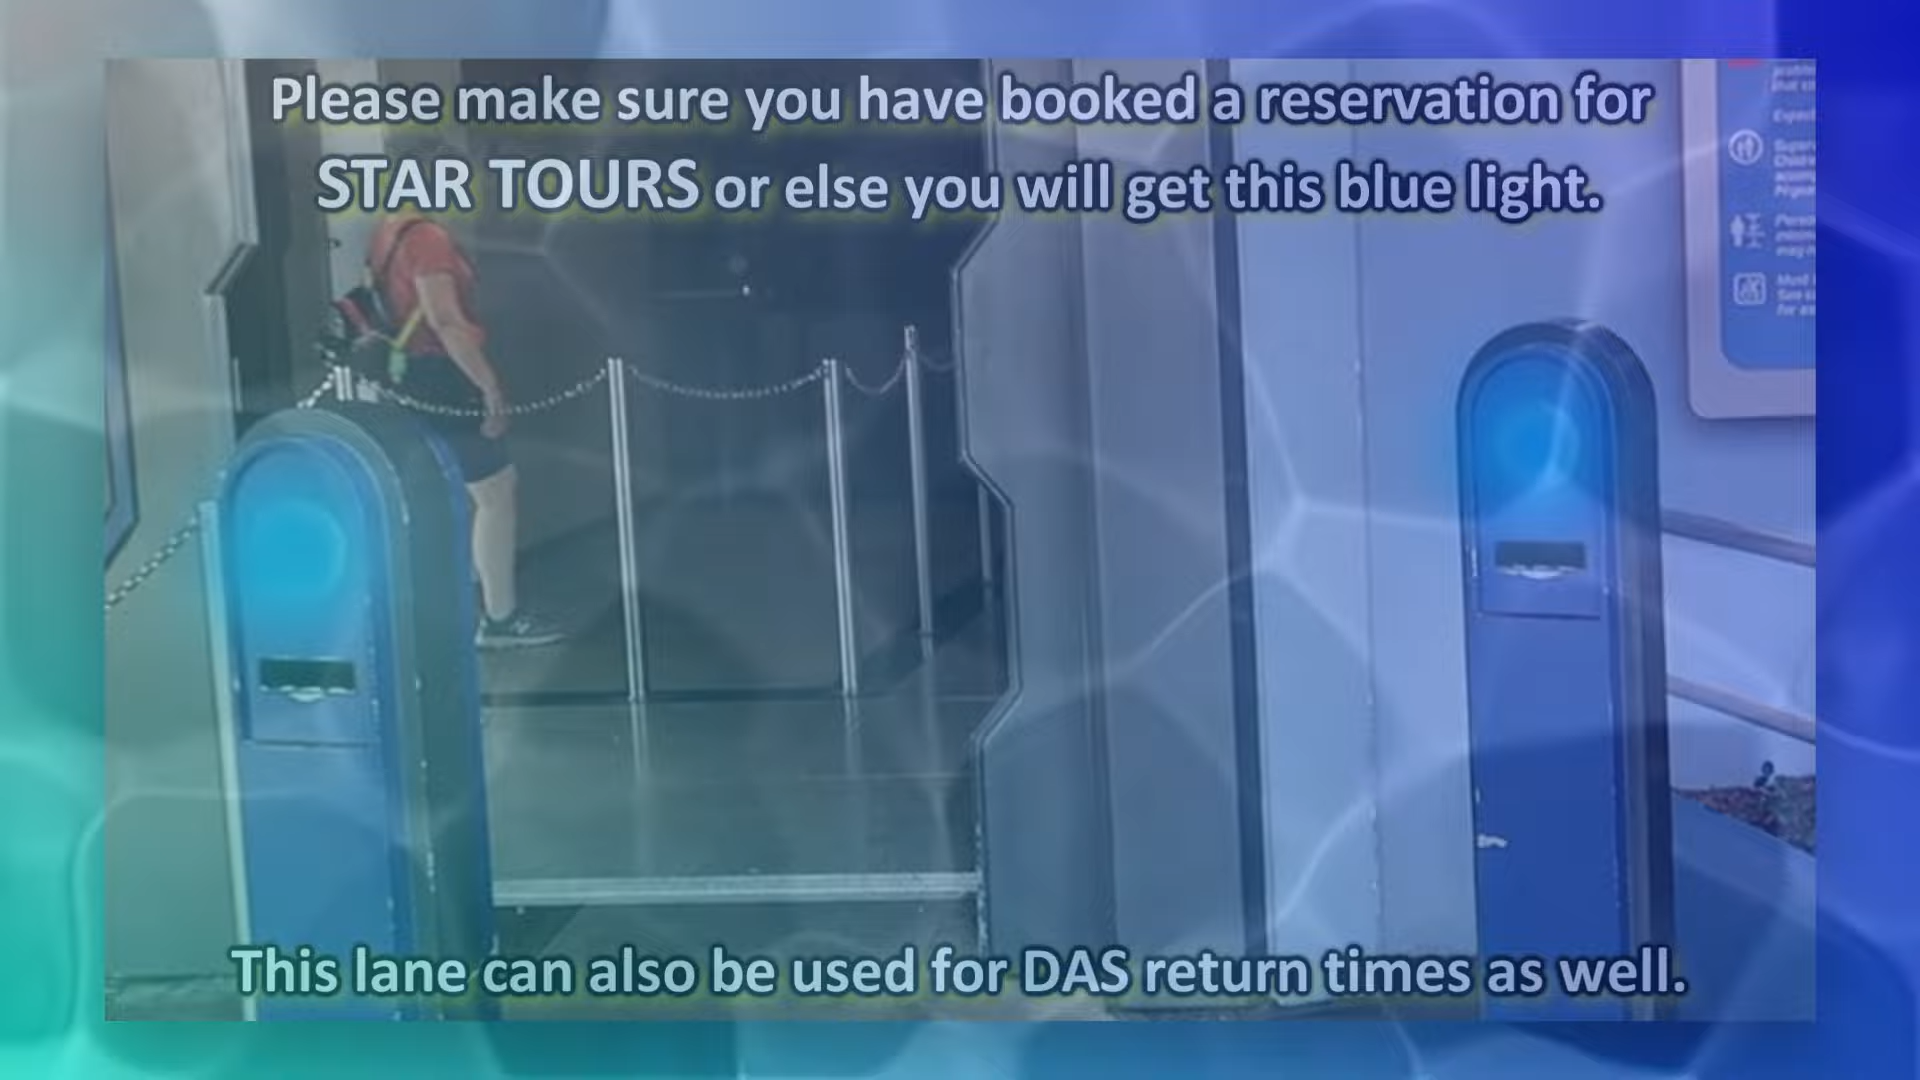 Please make sure you have booked a reservation for
STAR TOURS or else you will get this blue light.
This lane can also be used for DAS return times as well.